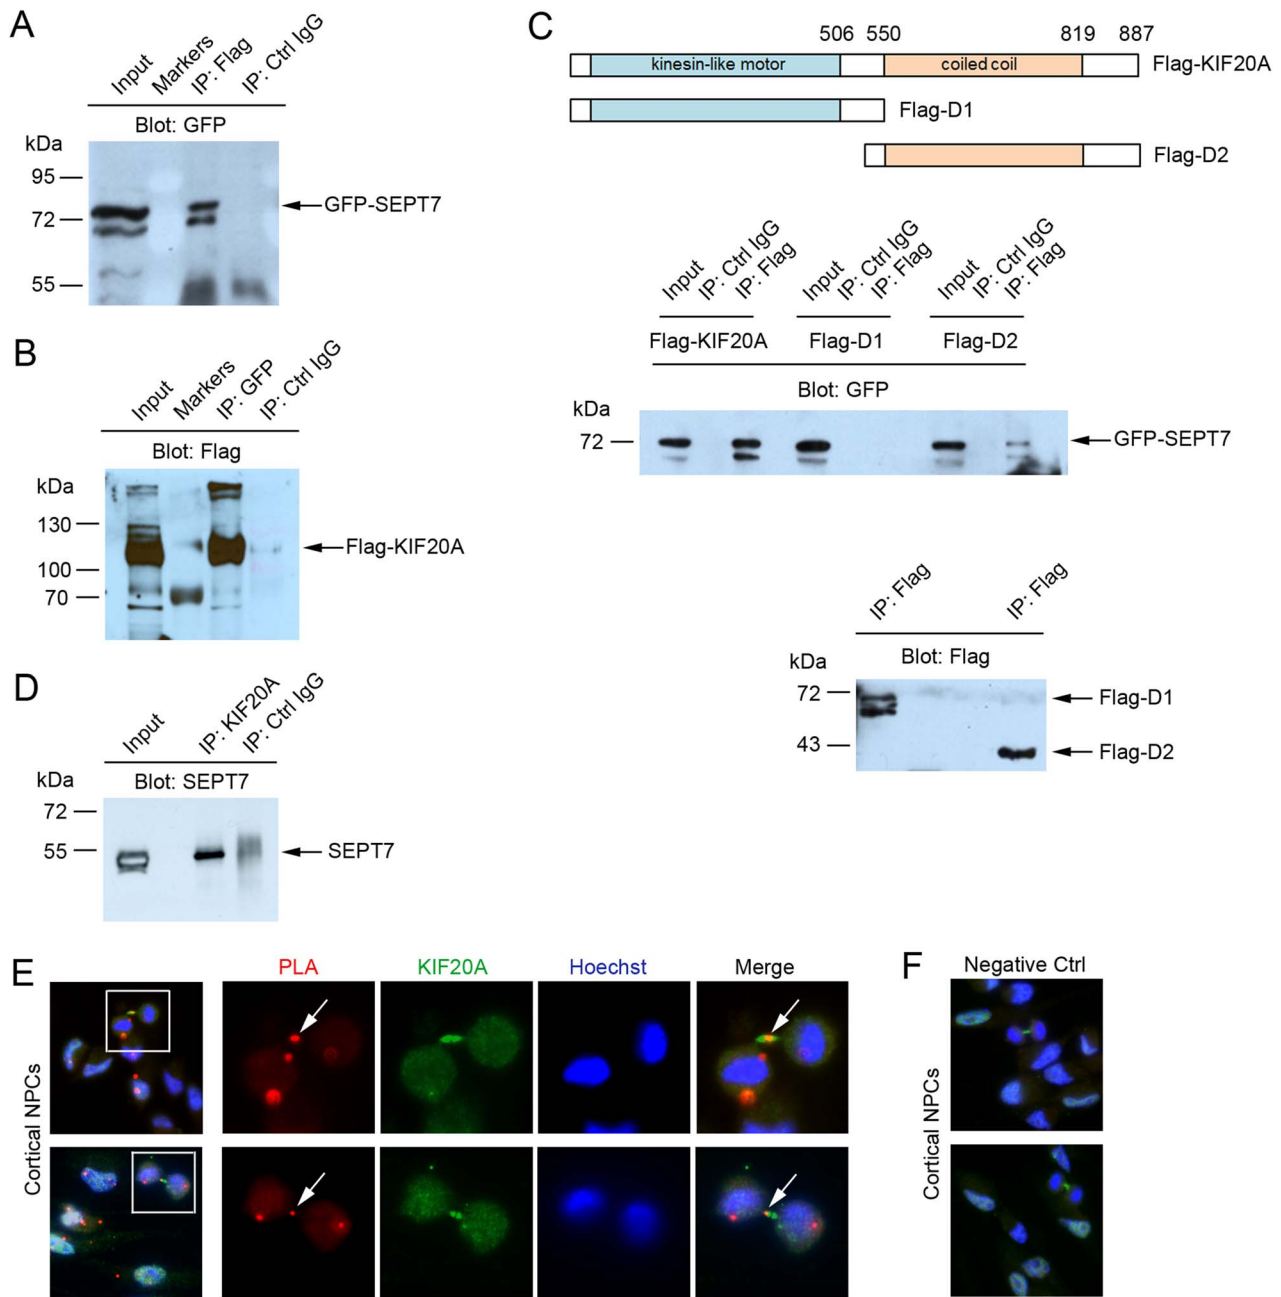 A
Input
Markers
IP: Flag
IP: Ctrl IgG
Blot: GFP
kDa
95
72
55
GFP-SEPT7
B
Input
Markers
IP: GFP
IP: Ctrl IgG
Blot: Flag
kDa
130
100
70
Flag-KIF20A
C
506 550 819 887
kinesin-like motor
coiled coil
Flag-KIF20A
Flag-D1
Flag-D2
Input
IP: Ctrl IgG
IP: Flag
Input
IP: Ctrl IgG
IP: Flag
Input
IP: Ctrl IgG
IP: Flag
Flag-KIF20A Flag-D1 Flag-D2
Blot: GFP
kDa
72
GFP-SEPT7
IP: Flag
IP: Flag
Blot: Flag
kDa
72
43
Flag-D1
Flag-D2
D
Input
IP: KIF20A
IP: Ctrl IgG
Blot: SEPT7
kDa
72
55
SEPT7
E
PLA KIF20A Hoechst Merge
Cortical NPCs
F
Negative Ctrl
Cortical NPCs